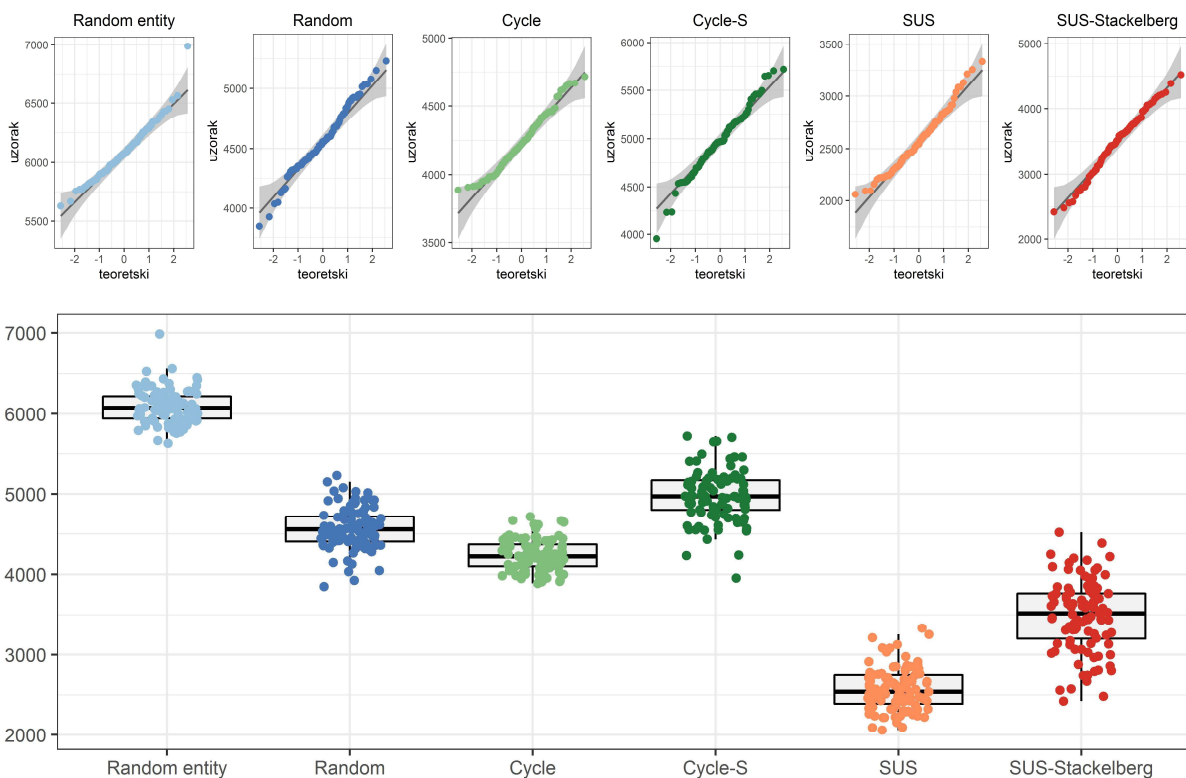 Random entity
Random
Cycle
Cycle-S
SUS
SUS-Stackelberg
7000
6500
6000
5500
uzorak
-2 -1 0 1 2
teoretski
5000
4500
4000
uzorak
-2 -1 0 1 2
teoretski
5000
4500
4000
3500
uzorak
-2 -1 0 1 2
teoretski
6000
5500
5000
4500
4000
uzorak
-2 -1 0 1 2
teoretski
3500
3000
2500
2000
uzorak
-2 -1 0 1 2
teoretski
5000
4000
3000
2000
uzorak
-2 -1 0 1 2
teoretski
7000
6000
5000
4000
3000
2000
Random entity
Random
Cycle
Cycle-S
SUS
SUS-Stackelberg